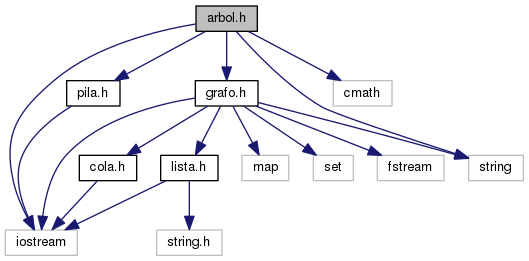 arbol.h
pila.h
grafo.h
cmath
cola.h
lista.h
map
set
fstream
string
iostream
string.h